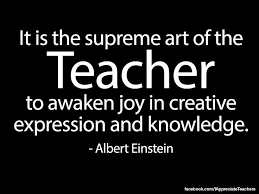 It is the supreme art of the
Teacher
to awaken joy in creative
expression and knowledge.
- Albert Einstein
facebook.com/IAppreciateTeachers